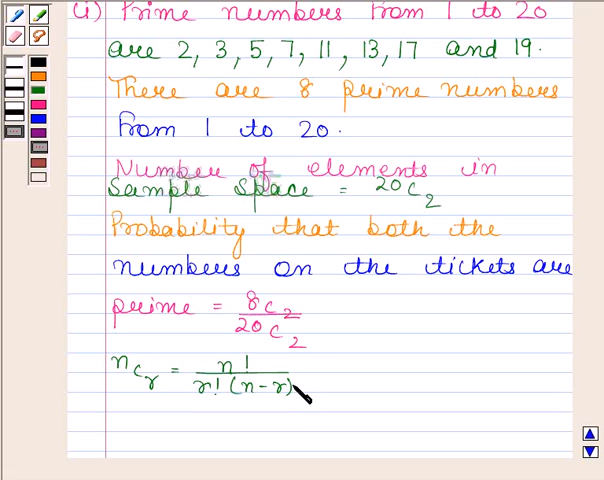 (i) Prime numbers from 1 to 20
are 2, 3, 5, 7, 11, 13, 17 and 19.
There are 8 prime numbers
from 1 to 20.
Number of elements in
Sample space = 20C₂
Probability that both the
numbers on the tickets are
prime = 8C₂/20C₂
nCr = n!/r!(n-r)